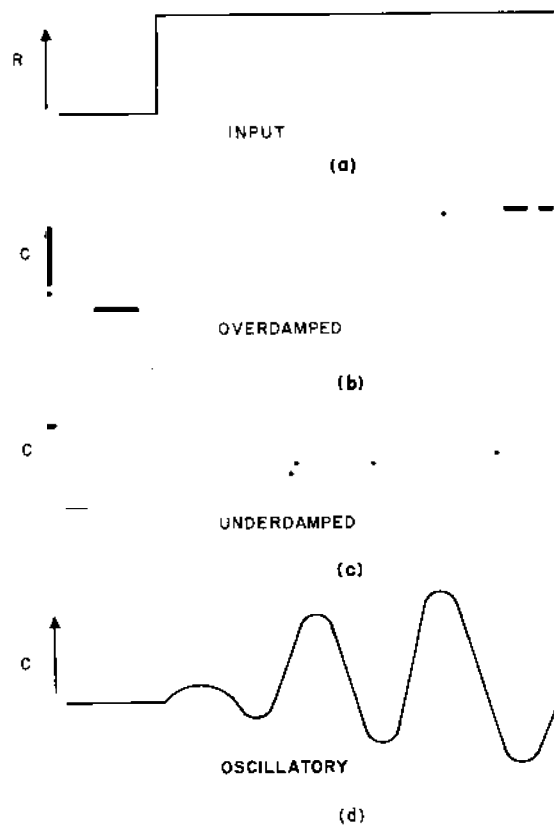 R
INPUT
(a)
C
OVERDAMPED
(b)
C
UNDERDAMPED
(c)
C
OSCILLATORY
(d)